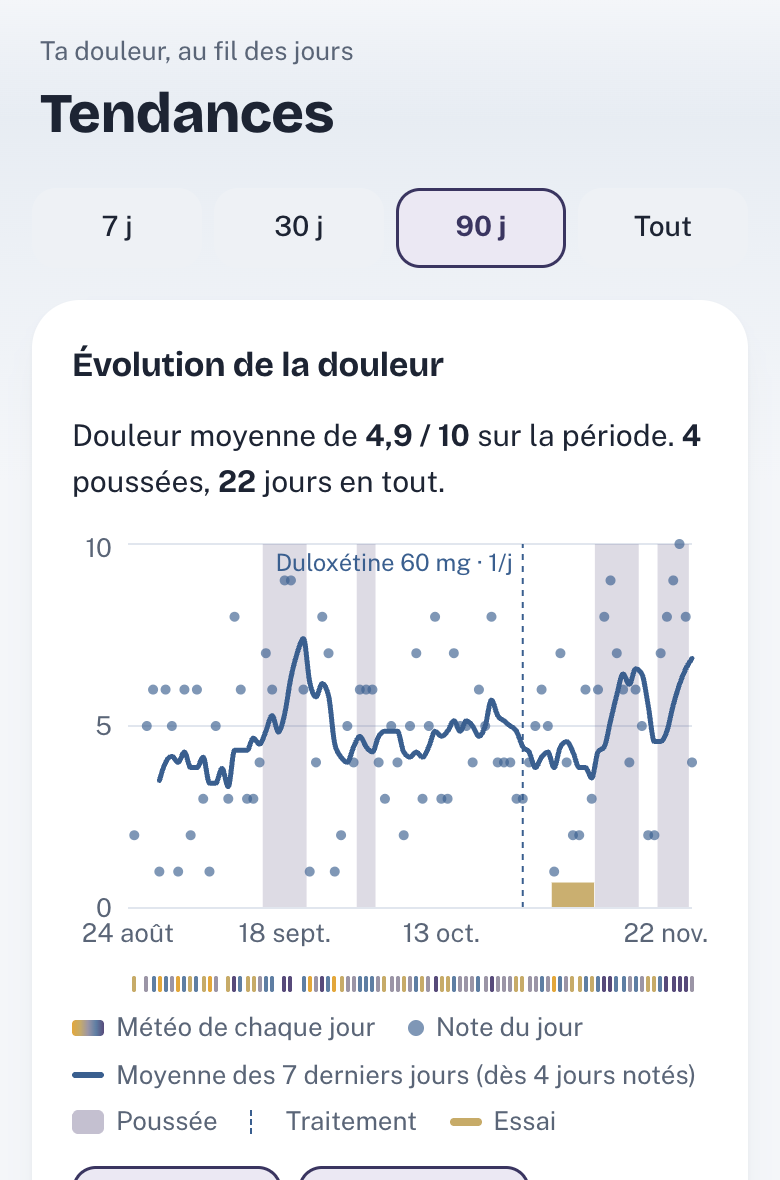 Ta douleur, au fil des jours
Tendances
7 j
30 j
90 j
Tout
Évolution de la douleur
Douleur moyenne de 4,9 / 10 sur la période. 4
poussées, 22 jours en tout.
10
Duloxétine 60 mg · 1/j
5
0
24 août
18 sept.
13 oct.
22 nov.
Météo de chaque jour
Note du jour
Moyenne des 7 derniers jours (dès 4 jours notés)
Poussée
Traitement
Essai